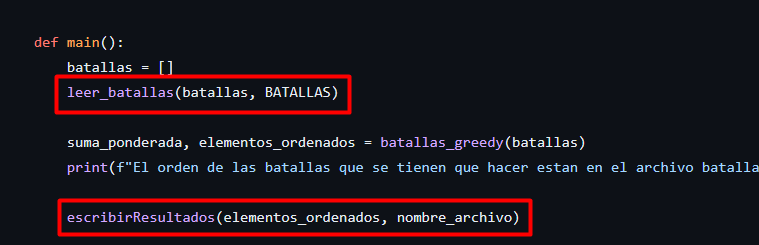 def main():
batallas = []
leer_batallas(batallas, BATALLAS)
suma_ponderada, elementos_ordenados = batallas_greedy(batallas)
print(f"El orden de las batallas que se tienen que hacer estan en el archivo batalla
escribirResultados(elementos_ordenados, nombre_archivo)